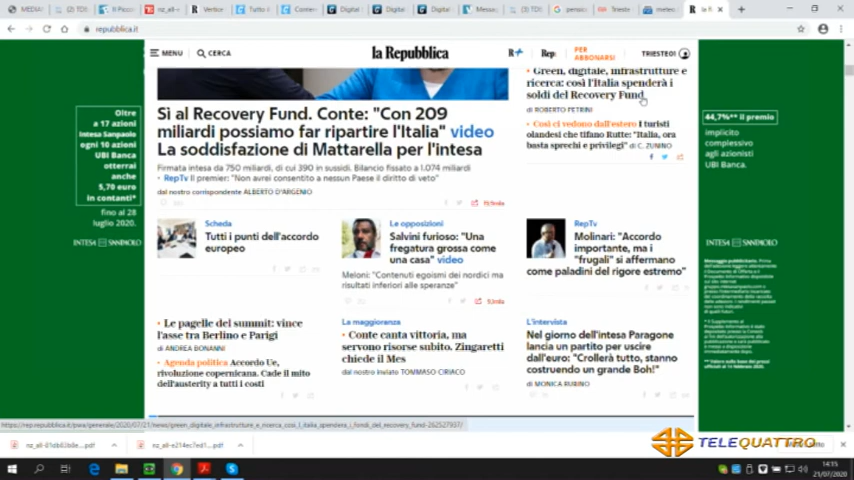 repubblica.it
MENU
CERCA
la Repubblica
R+
Rep:
PER
ABBONARSI
TRIESTE01
Oltre
a 17 azioni
Intesa Sanpaolo
ogni 10 azioni
UBI Banca
otterrai
anche
5,70 euro
in contanti*
fino al 28
luglio 2020.
INTESA SANPAOLO
Sì al Recovery Fund. Conte: "Con 209
miliardi possiamo far ripartire l'Italia" video
La soddisfazione di Mattarella per l'intesa
Firmata intesa da 750 miliardi, di cui 390 in sussidi. Bilancio fissato a 1.074 miliardi
RepTv Il premier: "Non avrei consentito a nessun Paese il diritto di veto"
dal nostro corrispondente ALBERTO D'ARGENIO
Green, digitale, infrastrutture e
ricerca: così l'Italia spenderà i
soldi del Recovery Fund
di ROBERTO PETRINI
Così ci vedono dall'estero I turisti
olandesi che tifano Rutte: "Italia, ora
basta sprechi e privilegi" di C. ZUNINO
Scheda
Tutti i punti dell'accordo
europeo
Le opposizioni
Salvini furioso: "Una
fregatura grossa come
una casa" video
Meloni: "Contenuti egoismi dei nordici ma
risultati inferiori alle speranze"
RepTv
Molinari: "Accordo
importante, ma i
"frugali" si affermano
come paladini del rigore estremo"
Le pagelle del summit: vince
l'asse tra Berlino e Parigi
di ANDREA BONANNI
Agenda politica Accordo Ue,
rivoluzione copernicana. Cade il mito
dell'austerity a tutti i costi
La maggioranza
Conte canta vittoria, ma
servono risorse subito. Zingaretti
chiede il Mes
dal nostro inviato TOMMASO CIRIACO
L'intervista
Nel giorno dell'intesa Paragone
lancia un partito per uscire
dall'euro: "Crollerà tutto, stanno
costruendo un grande Boh!"
di MONICA RUBINO
44,7%** il premio
implicito
complessivo
agli azionisti
UBI Banca.
INTESA SANPAOLO
TELEQUATTRO
14:15
21/07/2020